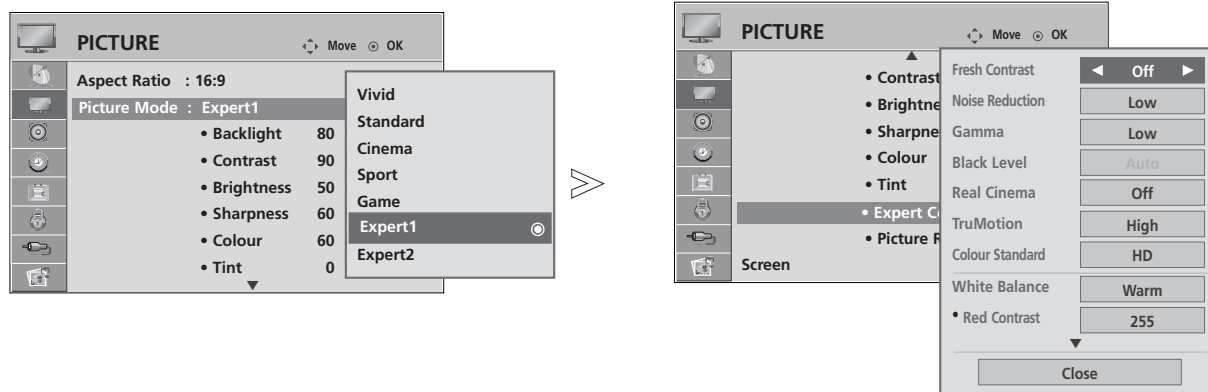 PICTURE
Move OK
Aspect Ratio : 16:9
Picture Mode : Expert1
• Backlight 80
• Contrast 90
• Brightness 50
• Sharpness 60
• Colour 60
• Tint 0
Vivid
Standard
Cinema
Sport
Game
Expert1
Expert2
PICTURE
Move OK
• Contrast
• Brightne
• Sharpne
• Colour
• Tint
• Expert C
• Picture R
Screen
Fresh Contrast Off
Noise Reduction Low
Gamma Low
Black Level Auto
Real Cinema Off
TruMotion High
Colour Standard HD
White Balance Warm
• Red Contrast 255
Close